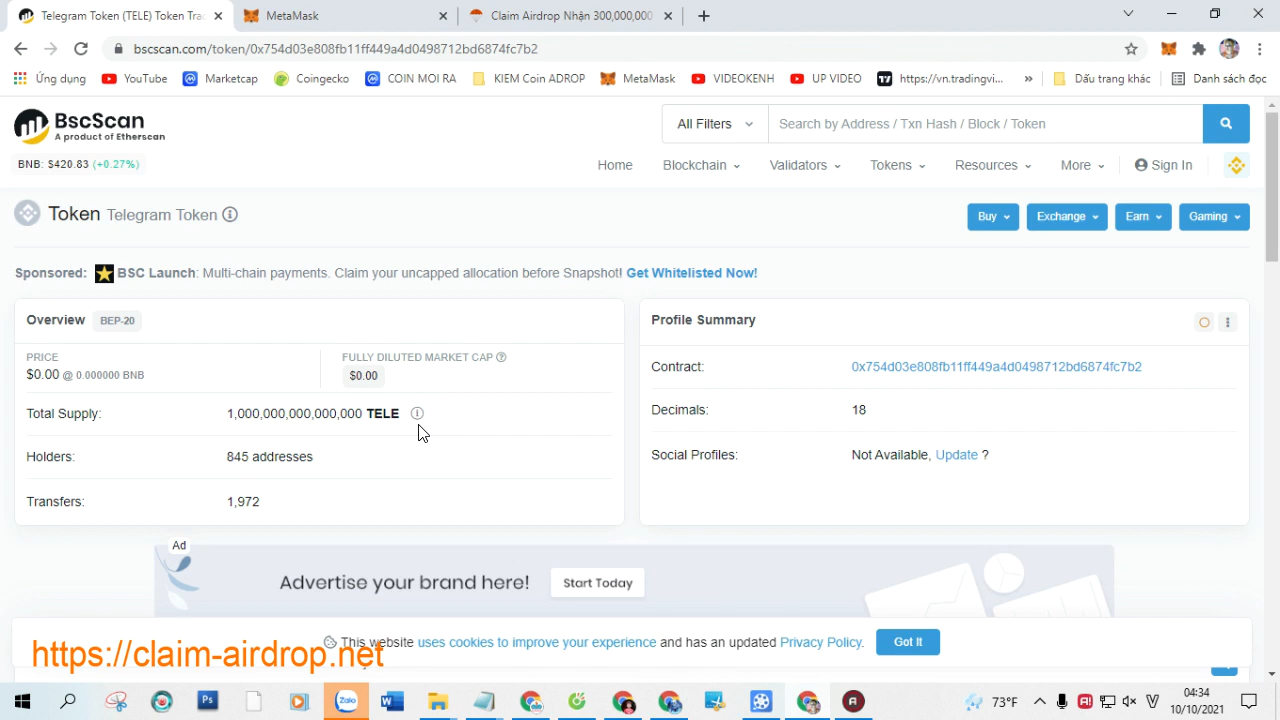 Telegram Token (TELE) Token Tra
MetaMask
Claim Airdrop Nhận 300,000,000
bscscan.com/token/0x754d03e808fb11ff449a4d0498712bd6874fc7b2
Ứng dụng
YouTube
Marketcap
Coingecko
COIN MOI RA
KIEM Coin ADROP
MetaMask
VIDEOKENH
UP VIDEO
https://vn.tradingvi...
»
Dấu trang khác
Danh sách đọc
BscScan
A product of Etherscan
All Filters
Search by Address / Txn Hash / Block / Token
BNB: $420.83 (+0.27%)
Home
Blockchain
Validators
Tokens
Resources
More
Sign In
Token Telegram Token
Buy
Exchange
Earn
Gaming
Sponsored: BSC Launch: Multi-chain payments. Claim your uncapped allocation before Snapshot! Get Whitelisted Now!
Overview BEP-20
PRICE
$0.00 @ 0.000000 BNB
FULLY DILUTED MARKET CAP
$0.00
Total Supply: 1,000,000,000,000,000 TELE
Holders: 845 addresses
Transfers: 1,972
Profile Summary
Contract: 0x754d03e808fb11ff449a4d0498712bd6874fc7b2
Decimals: 18
Social Profiles: Not Available, Update ?
Ad
Advertise your brand here!
Start Today
This website uses cookies to improve your experience and has an updated Privacy Policy.
Got It
https://claim-airdrop.net
Ps
Zalo
73°F
04:34
10/10/2021